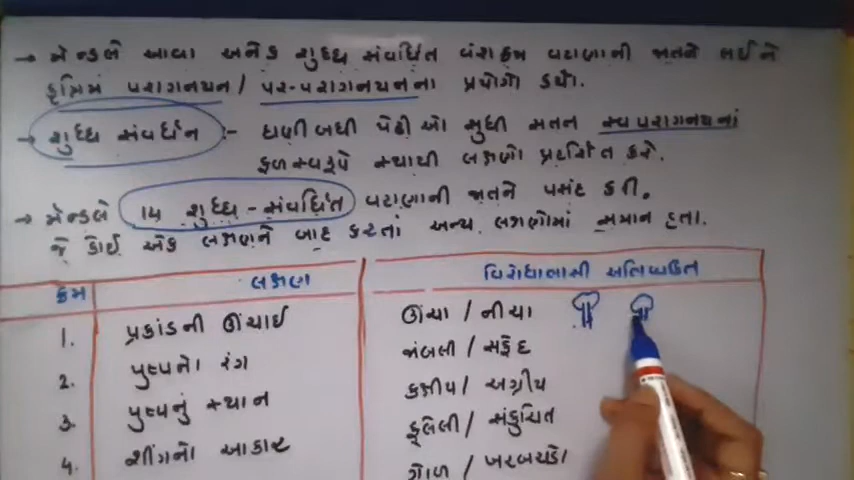 → મેન્ડલે આવા અનેક શુદ્ધ સંવર્ધિત વંશક્રમ વટાણાની જાતને લઈને
કૃત્રિમ પરાગનયન / પર-પરાગનયનના પ્રયોગો કર્યા.
→ શુદ્ધ સંવર્ધન :- ઘણી બધી પેઢીઓ સુધી સતત સ્વપરાગનયનનાં
ફળસ્વરૂપે સ્થાયી લક્ષણો પ્રદર્શિત કરે.
→ મેન્ડલે 14 શુદ્ધ - સંવર્ધિત વટાણાની જાતને પસંદ કરી.
જે કોઈ એક લક્ષણને બાદ કરતાં અન્ય લક્ષણોમાં સમાન હતા.
ક્રમ લક્ષણ વિરોધાભાસી અભિવ્યક્તિ
1. પ્રકાંડની ઊંચાઈ ઊંચા / નીચા
2. પુષ્પનો રંગ જાંબલી / સફેદ
3. પુષ્પનું સ્થાન કક્ષીય / અગ્રીય
4. શીંગનો આકાર ફૂલેલી / સંકુચિત
ગોળ / ખરબચડો